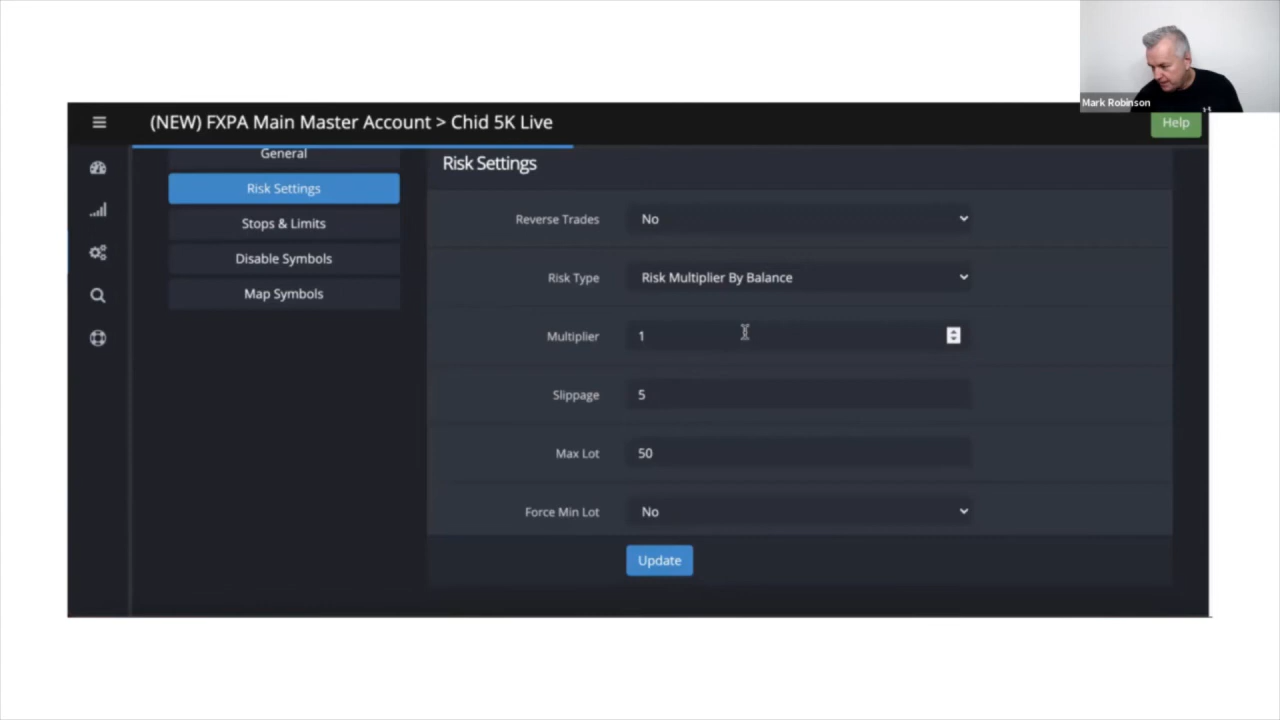 Mark Robinson
(NEW) FXPA Main Master Account > Chid 5K Live
Help
General
Risk Settings
Stops & Limits
Disable Symbols
Map Symbols
Risk Settings
Reverse Trades No
Risk Type Risk Multiplier By Balance
Multiplier 1
Slippage 5
Max Lot 50
Force Min Lot No
Update